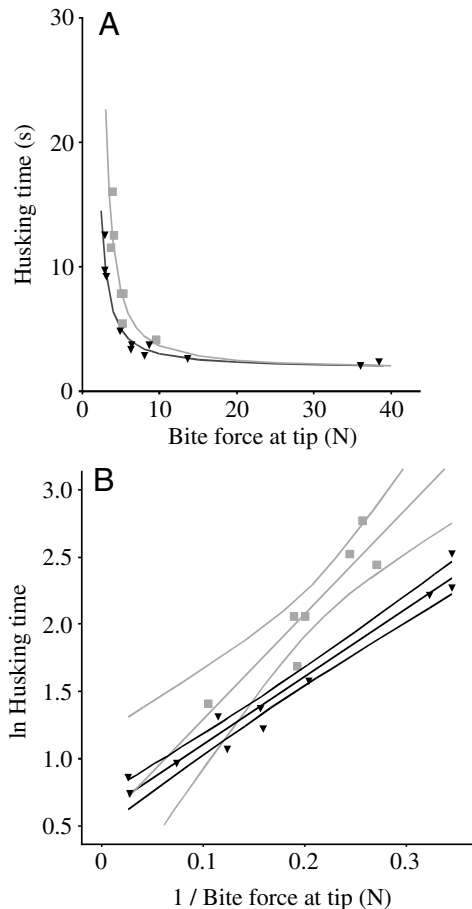 A
30
20
10
0
Husking time (s)
0 10 20 30 40
Bite force at tip (N)
B
3.0
2.5
2.0
1.5
1.0
0.5
ln Husking time
0 0.1 0.2 0.3
1 / Bite force at tip (N)